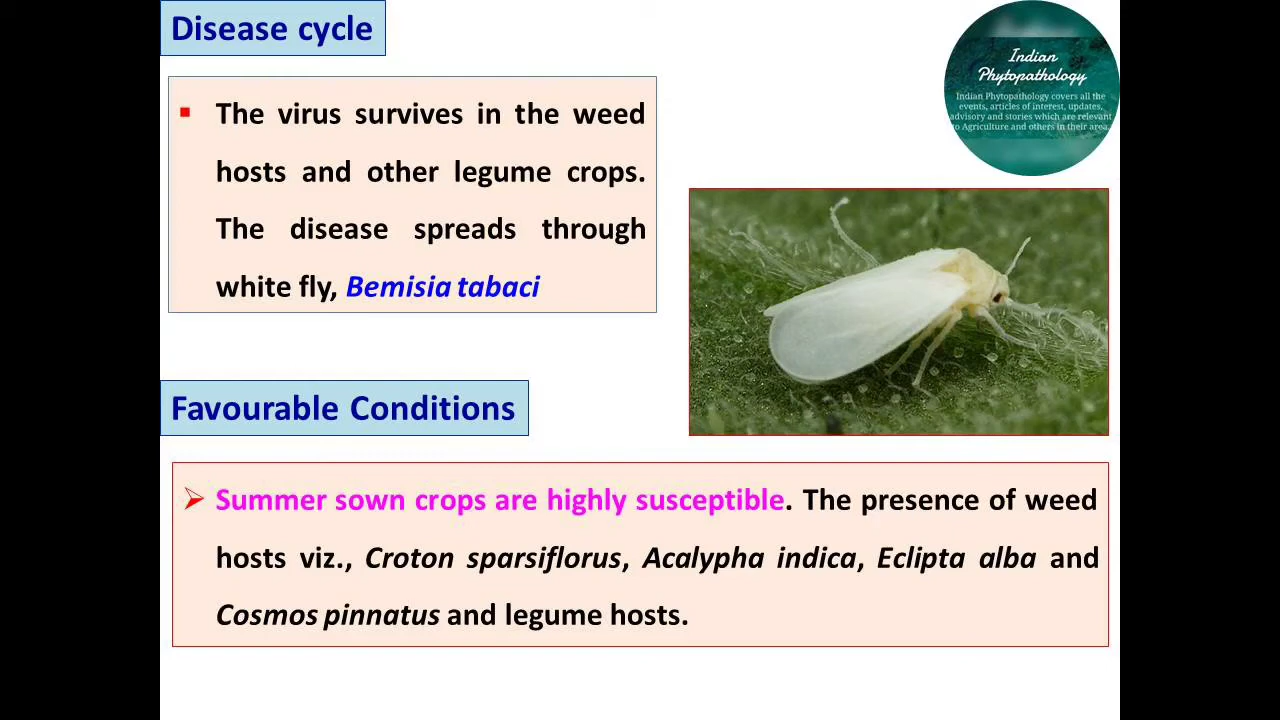 Disease cycle
Indian
Phytopathology
Indian Phytopathology covers all the
events, articles of interest, updates,
advisory and stories which are relevant
to Agriculture and others in their area.
▪ The virus survives in the weed
hosts and other legume crops.
The disease spreads through
white fly, Bemisia tabaci
Favourable Conditions
➢ Summer sown crops are highly susceptible. The presence of weed
hosts viz., Croton sparsiflorus, Acalypha indica, Eclipta alba and
Cosmos pinnatus and legume hosts.